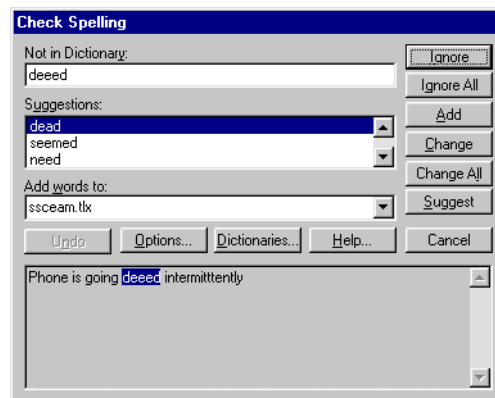 Check Spelling
Not in Dictionary:
deeed
Ignore
Ignore All
Suggestions:
dead
seemed
need
Add
Change
Change All
Add words to:
ssceam.tlx
Suggest
Undo Options... Dictionaries... Help... Cancel
Phone is going deeed intermitttently